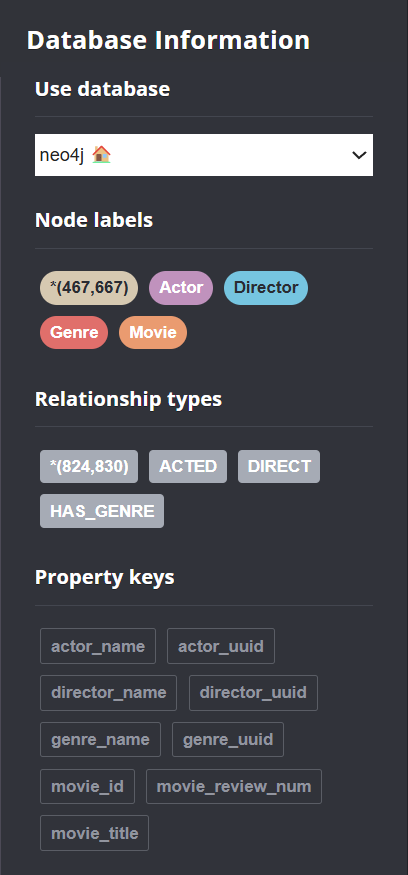 Database Information
Use database
neo4j 🏠
Node labels
*(467,667) Actor Director
Genre Movie
Relationship types
*(824,830) ACTED DIRECT
HAS_GENRE
Property keys
actor_name actor_uuid
director_name director_uuid
genre_name genre_uuid
movie_id movie_review_num
movie_title